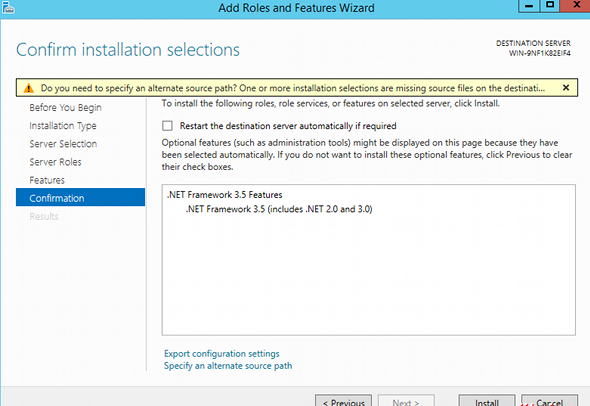 Add Roles and Features Wizard
Confirm installation selections
DESTINATION SERVER
WIN-9NF1K82EIF4
Do you need to specify an alternate source path? One or more installation selections are missing source files on the destinati...
Before You Begin
Installation Type
Server Selection
Server Roles
Features
Confirmation
Results
To install the following roles, role services, or features on selected server, click Install.
Restart the destination server automatically if required
Optional features (such as administration tools) might be displayed on this page because they have
been selected automatically. If you do not want to install these optional features, click Previous to clear
their check boxes.
.NET Framework 3.5 Features
.NET Framework 3.5 (includes .NET 2.0 and 3.0)
Export configuration settings
Specify an alternate source path
< Previous
Next >
Install
Cancel